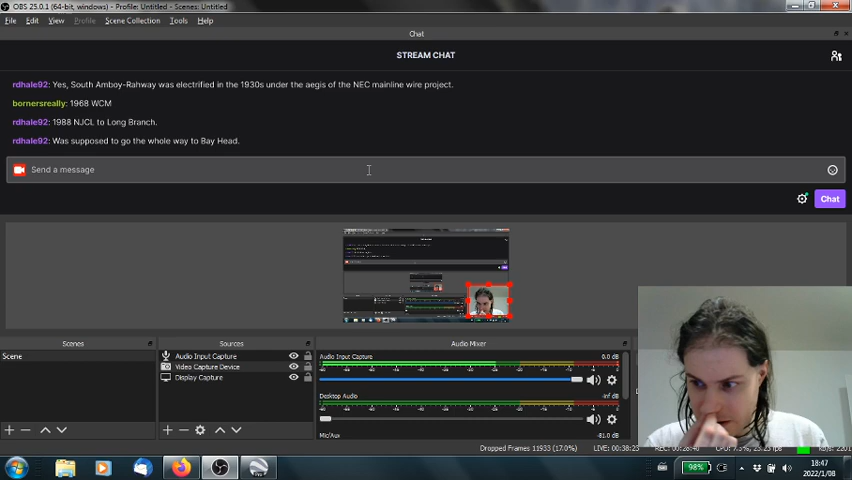 OBS 25.0.1 (64-bit, windows) - Profile: Untitled - Scenes: Untitled
File Edit View Profile Scene Collection Tools Help
Chat
STREAM CHAT
rdhale92: Yes, South Amboy-Rahway was electrified in the 1930s under the aegis of the NEC mainline wire project.
bornersreally: 1968 WCM
rdhale92: 1988 NJCL to Long Branch.
rdhale92: Was supposed to go the whole way to Bay Head.
Send a message
Chat
Scenes Sources Audio Mixer
Scene
Audio Input Capture
Video Capture Device
Display Capture
Audio Input Capture 0.0 dB
Desktop Audio -inf dB
Mic/Aux -81.0 dB
Dropped Frames 11933 (17.0%) LIVE: 00:38:23
98%
18:47
2022/1/08